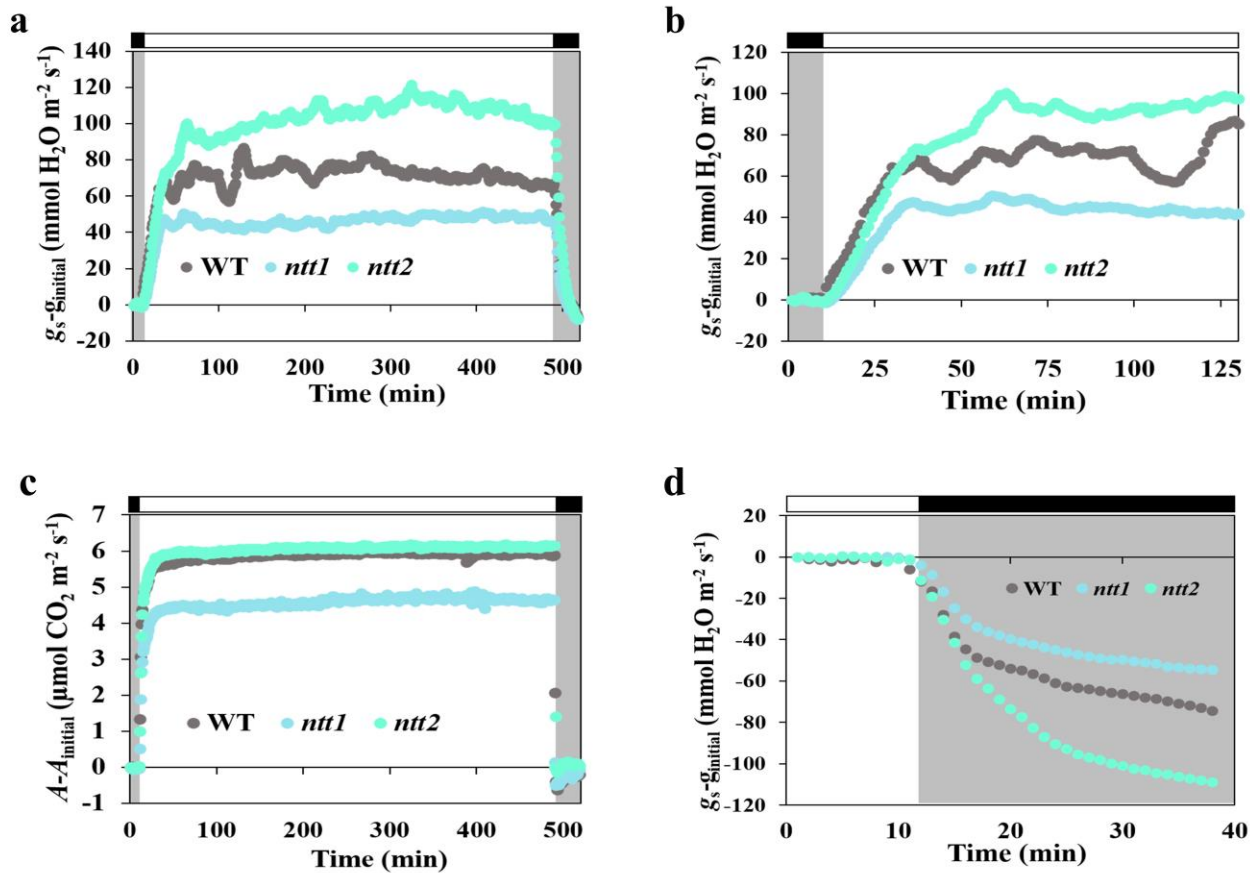 a
140
120
100
80
60
40
20
0
-20
gₛ-g_initial (mmol H₂O m⁻² s⁻¹)
WT ntt1 ntt2
0 100 200 300 400 500
Time (min)
b
120
100
80
60
40
20
0
-20
gₛ-g_initial (mmol H₂O m⁻² s⁻¹)
WT ntt1 ntt2
0 25 50 75 100 125
Time (min)
c
7
6
5
4
3
2
1
0
-1
A-A_initial (µmol CO₂ m⁻² s⁻¹)
WT ntt1 ntt2
0 100 200 300 400 500
Time (min)
d
20
0
-20
-40
-60
-80
-100
-120
gₛ-g_initial (mmol H₂O m⁻² s⁻¹)
WT ntt1 ntt2
0 10 20 30 40
Time (min)